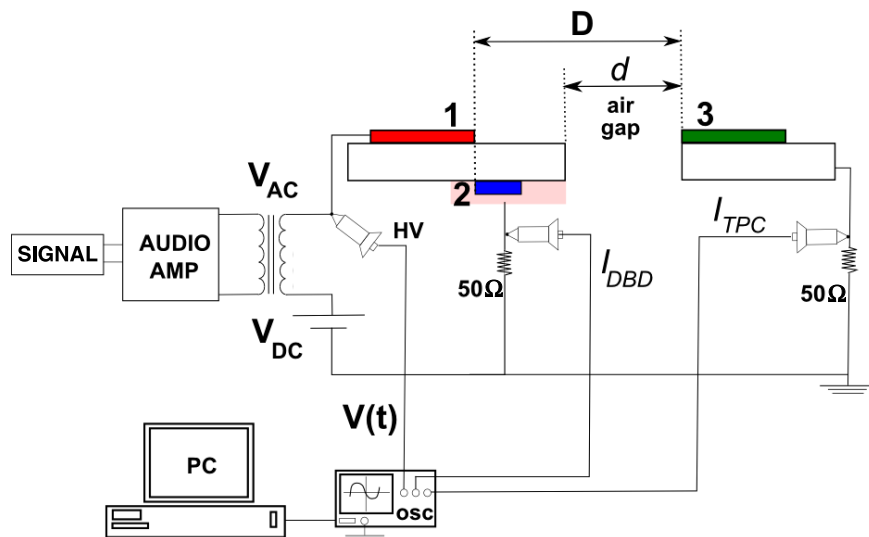 D
d
air
gap
1
3
2
V_AC
HV
I_TPC
SIGNAL
AUDIO
AMP
I_DBD
50Ω
50Ω
V_DC
V(t)
PC
OSC